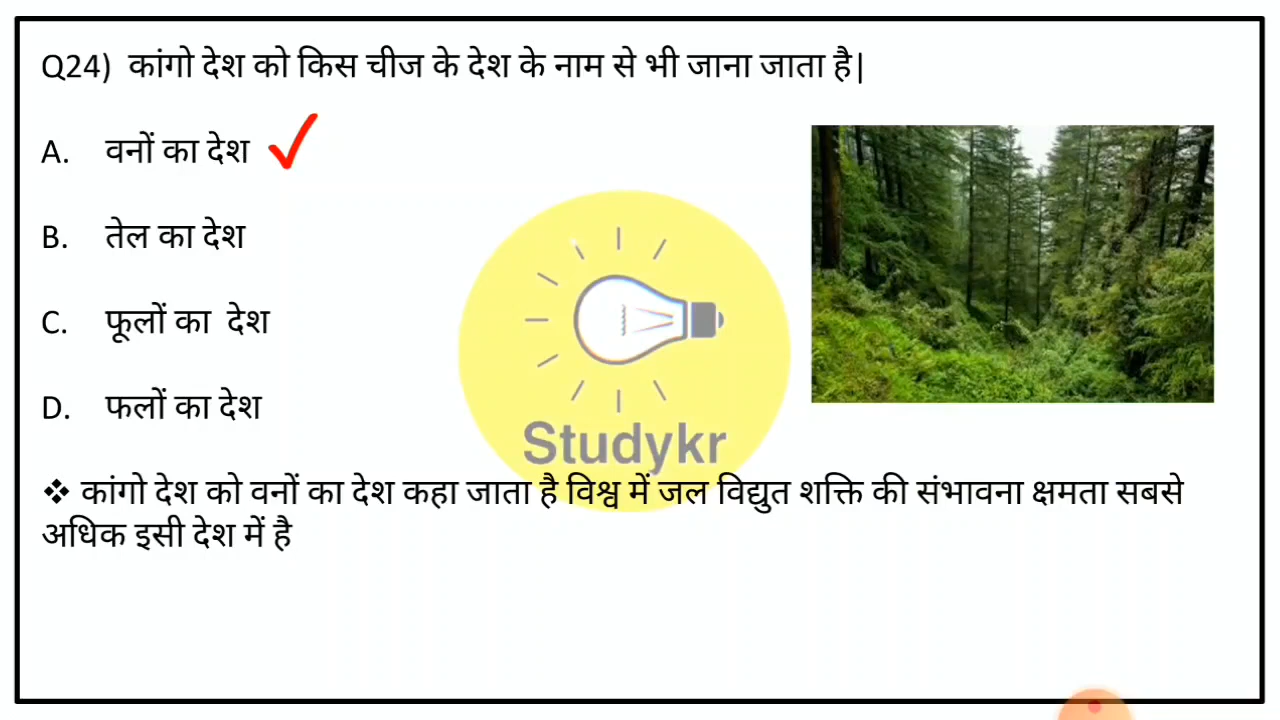 Q24) कांगो देश को किस चीज के देश के नाम से भी जाना जाता है|
A. वनों का देश
B. तेल का देश
C. फूलों का देश
D. फलों का देश
Studykr
❖ कांगो देश को वनों का देश कहा जाता है विश्व में जल विद्युत शक्ति की संभावना क्षमता सबसे
अधिक इसी देश में है